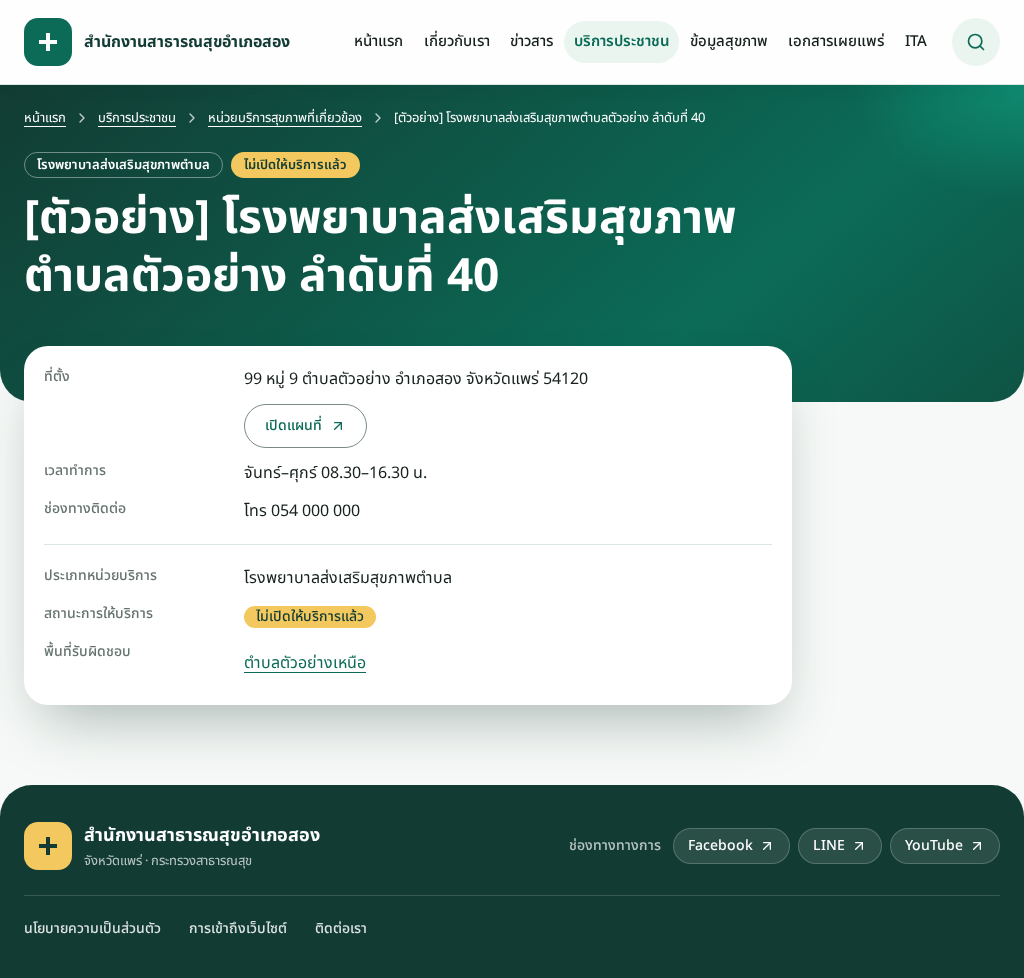 สำนักงานสาธารณสุขอำเภอสอง
หน้าแรก เกี่ยวกับเรา ข่าวสาร บริการประชาชน ข้อมูลสุขภาพ เอกสารเผยแพร่ ITA
หน้าแรก บริการประชาชน หน่วยบริการสุขภาพที่เกี่ยวข้อง [ตัวอย่าง] โรงพยาบาลส่งเสริมสุขภาพตำบลตัวอย่าง ลำดับที่ 40
โรงพยาบาลส่งเสริมสุขภาพตำบล ไม่เปิดให้บริการแล้ว
[ตัวอย่าง] โรงพยาบาลส่งเสริมสุขภาพ
ตำบลตัวอย่าง ลำดับที่ 40
ที่ตั้ง 99 หมู่ 9 ตำบลตัวอย่าง อำเภอสอง จังหวัดแพร่ 54120
เปิดแผนที่
เวลาทำการ จันทร์–ศุกร์ 08.30–16.30 น.
ช่องทางติดต่อ โทร 054 000 000
ประเภทหน่วยบริการ โรงพยาบาลส่งเสริมสุขภาพตำบล
สถานะการให้บริการ ไม่เปิดให้บริการแล้ว
พื้นที่รับผิดชอบ ตำบลตัวอย่างเหนือ
สำนักงานสาธารณสุขอำเภอสอง
จังหวัดแพร่ · กระทรวงสาธารณสุข
ช่องทางทางการ Facebook LINE YouTube
นโยบายความเป็นส่วนตัว การเข้าถึงเว็บไซต์ ติดต่อเรา